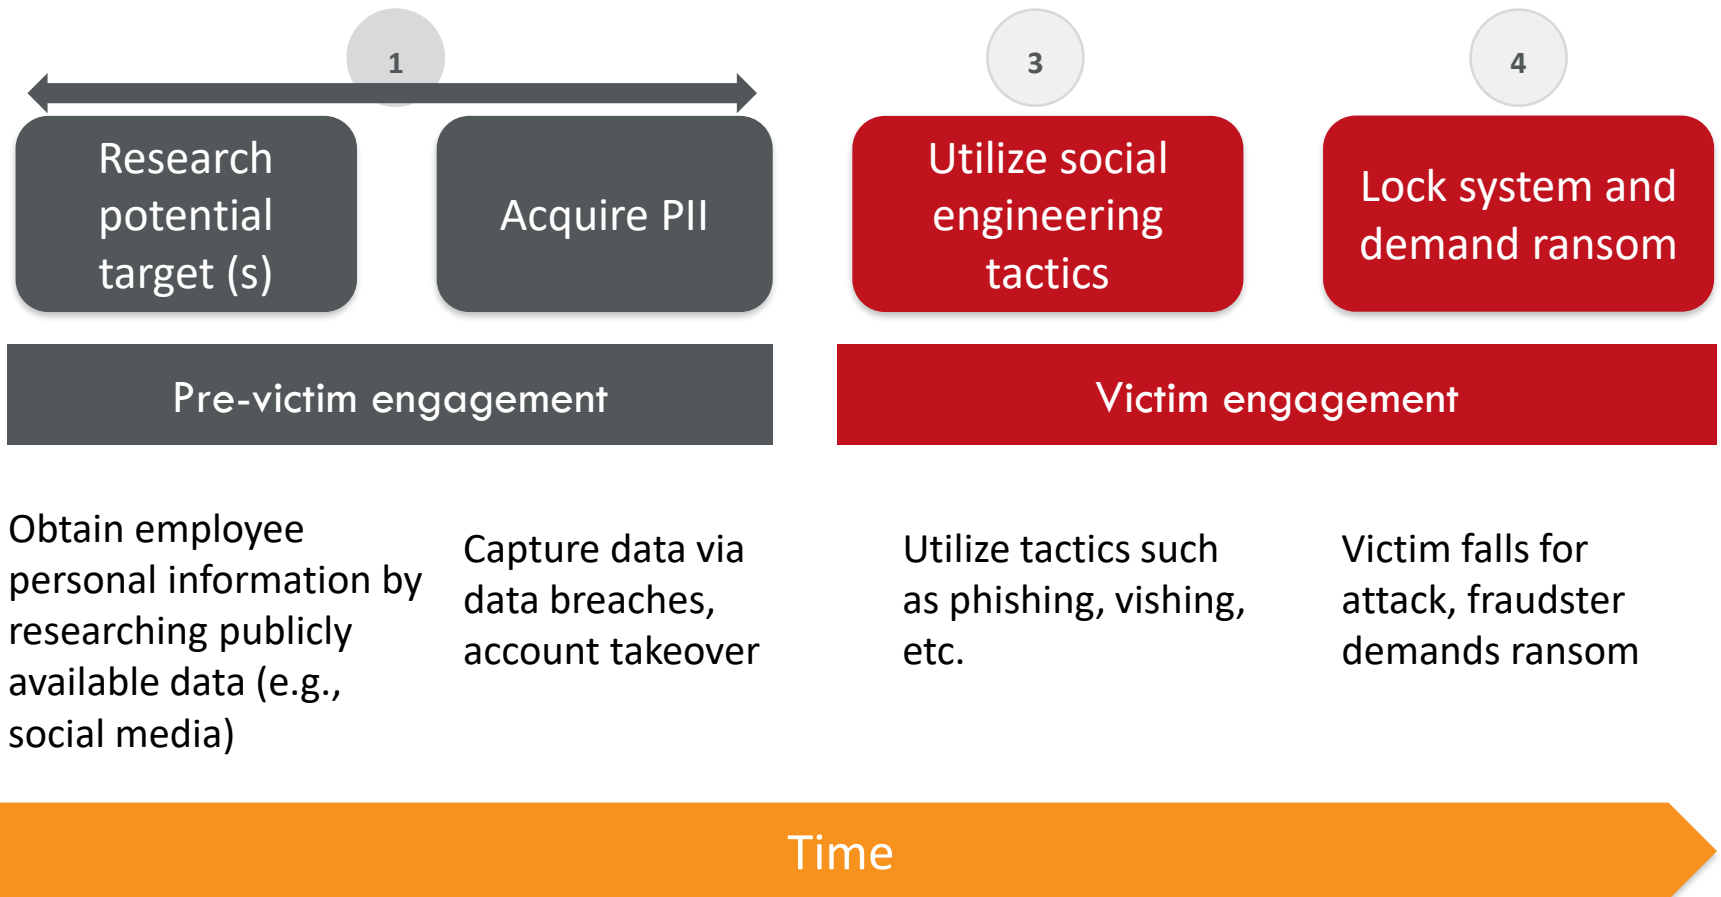 1
3
4
Research
potential
target (s)
Acquire PII
Utilize social
engineering
tactics
Lock system and
demand ransom
Pre-victim engagement
Victim engagement
Obtain employee
personal information by
researching publicly
available data (e.g.,
social media)
Capture data via
data breaches,
account takeover
Utilize tactics such
as phishing, vishing,
etc.
Victim falls for
attack, fraudster
demands ransom
Time